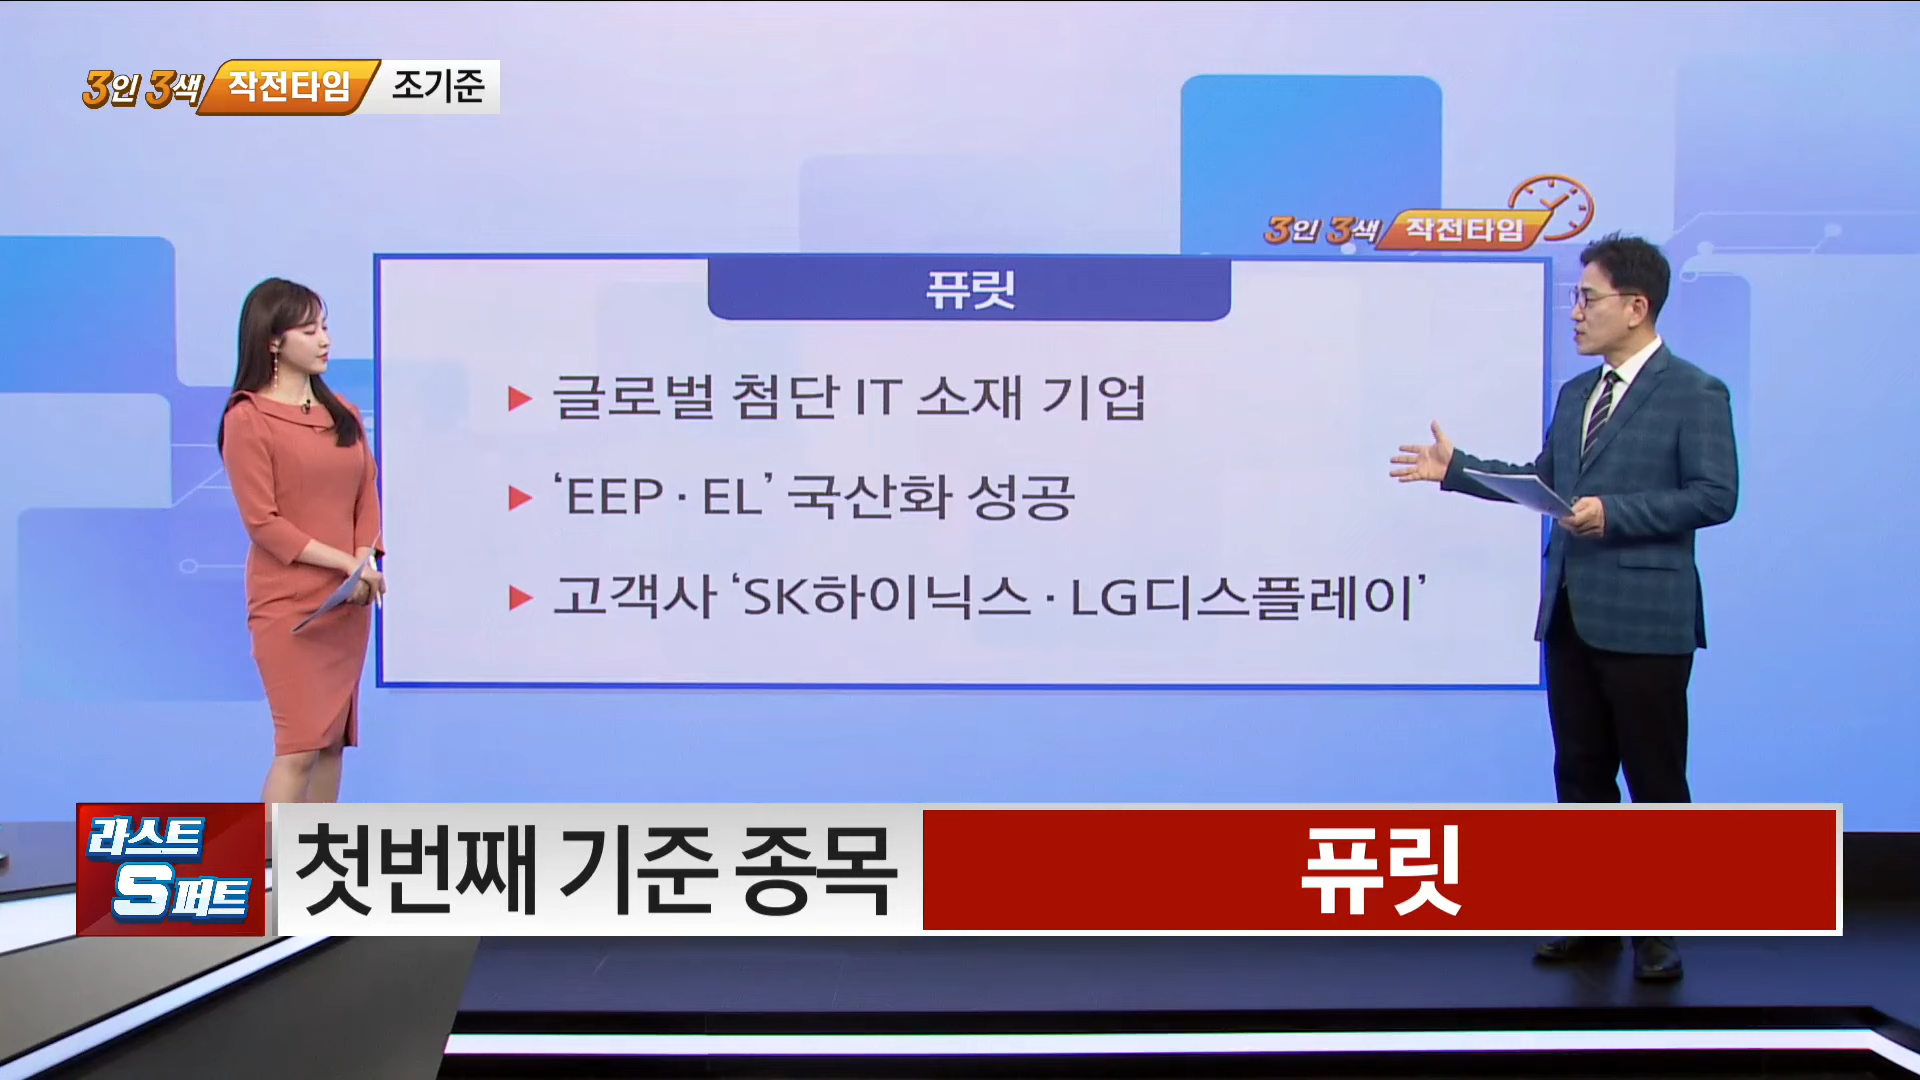 3인 3색 작전타임 조기준
3인 3색 작전타임
퓨릿
▶ 글로벌 첨단 IT 소재 기업
▶ ‘EEP · EL’ 국산화 성공
▶ 고객사 ‘SK하이닉스 · LG디스플레이’
라스트
S퍼트
첫번째 기준 종목 퓨릿